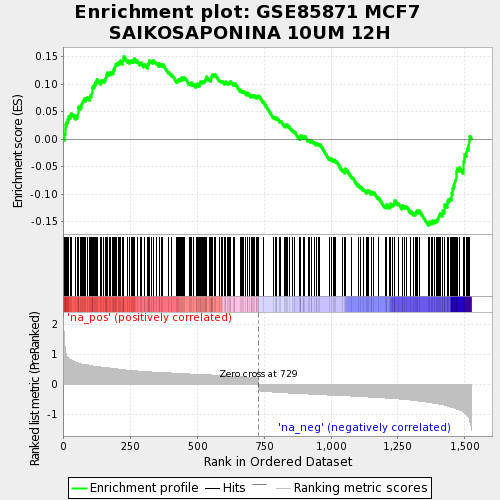 Enrichment plot: GSE85871 MCF7
SAIKOSAPONINA 10UM 12H
Enrichment score (ES)
0.15
0.10
0.05
0.00
-0.05
-0.10
-0.15
'na_pos' (positively correlated)
Ranked list metric (PreRanked)
2
1
0
-1
Zero cross at 729
'na_neg' (negatively correlated)
0
250
500
750
1,000
1,250
1,500
Rank in Ordered Dataset
Enrichment profile
Hits
Ranking metric scores